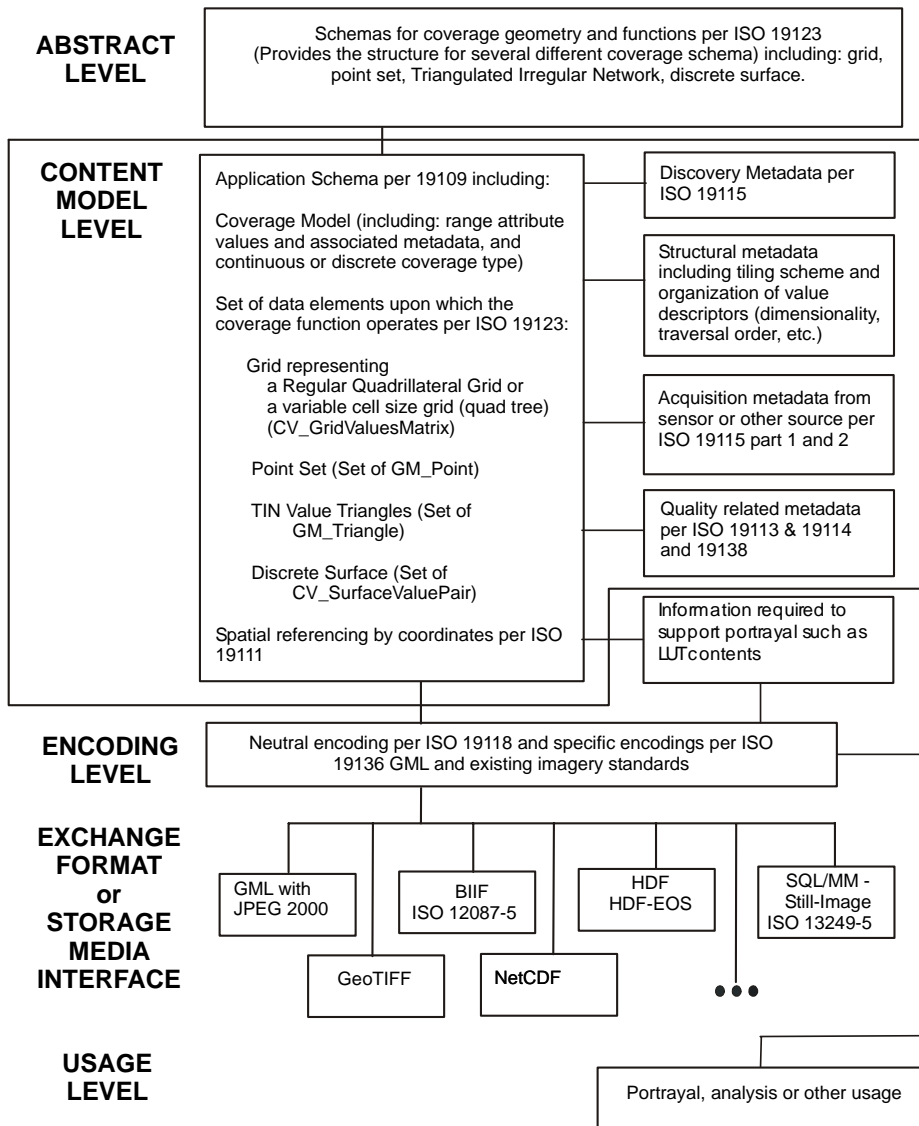 ABSTRACT
LEVEL
Schemas for coverage geometry and functions per ISO 19123
(Provides the structure for several different coverage schema) including: grid,
point set, Triangulated Irregular Network, discrete surface.
CONTENT
MODEL
LEVEL
Application Schema per 19109 including:
Coverage Model (including: range attribute
values and associated metadata, and
continuous or discrete coverage type)
Set of data elements upon which the
coverage function operates per ISO 19123:
Grid representing
a Regular Quadrillateral Grid or
a variable cell size grid (quad tree)
(CV_GridValuesMatrix)
Point Set (Set of GM_Point)
TIN Value Triangles (Set of
GM_Triangle)
Discrete Surface (Set of
CV_SurfaceValuePair)
Spatial referencing by coordinates per ISO
19111
Discovery Metadata per
ISO 19115
Structural metadata
including tiling scheme and
organization of value
descriptors (dimensionality,
traversal order, etc.)
Acquisition metadata from
sensor or other source per
ISO 19115 part 1 and 2
Quality related metadata
per ISO 19113 & 19114
and 19138
Information required to
support portrayal such as
LUT contents
ENCODING
LEVEL
Neutral encoding per ISO 19118 and specific encodings per ISO
19136 GML and existing imagery standards
EXCHANGE
FORMAT
or
STORAGE
MEDIA
INTERFACE
GML with
JPEG 2000
BIIF
ISO 12087-5
HDF
HDF-EOS
SQL/MM -
Still-Image
ISO 13249-5
GeoTIFF
NetCDF
●●●
USAGE
LEVEL
Portrayal, analysis or other usage